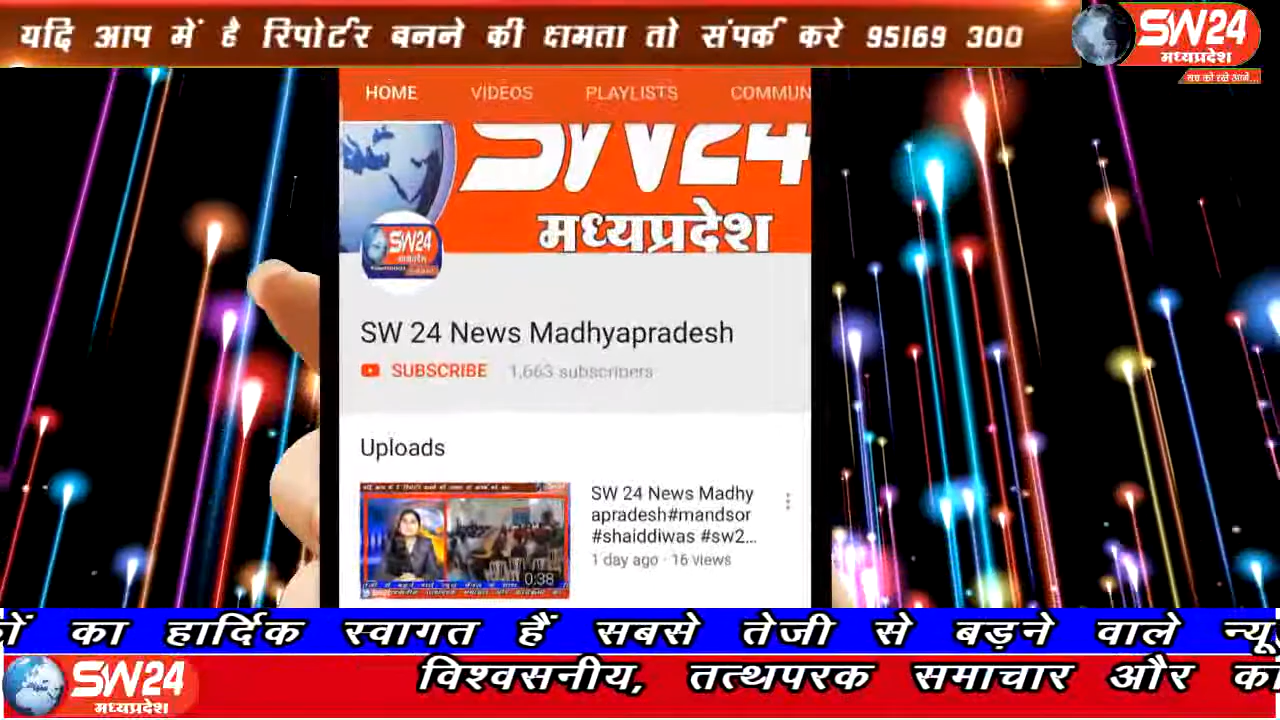 यदि आप में है रिपोर्टर बनने की क्षमता तो संपर्क करे 95169 300
SW24
मध्यप्रदेश
HOME VIDEOS PLAYLISTS COMMUN
SW24
मध्यप्रदेश
SW24
SW 24 News Madhyapradesh
SUBSCRIBE 1,663 subscribers
Uploads
SW 24 News Madhy
apradesh#mandsor
#shaiddiwas #sw2...
1 day ago · 16 views
0:38
का हार्दिक स्वागत हैं सबसे तेजी से बड़ने वाले
विश्वसनीय, तत्थपरक समाचार और
SW24
मध्यप्रदेश